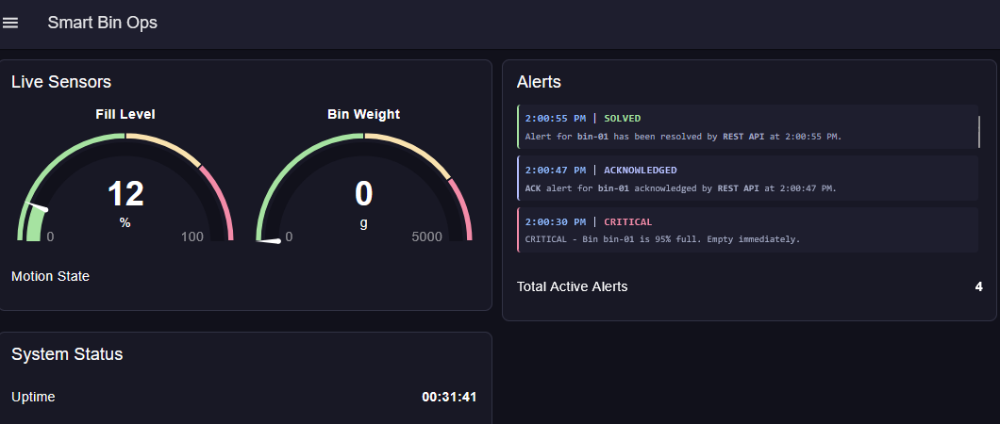 Smart Bin Ops
Live Sensors
Fill Level
12
%
0
100
Bin Weight
0
g
0
5000
Motion State
Alerts
2:00:55 PM | SOLVED
Alert for bin-01 has been resolved by REST API at 2:00:55 PM.
2:00:47 PM | ACKNOWLEDGED
ACK alert for bin-01 acknowledged by REST API at 2:00:47 PM.
2:00:30 PM | CRITICAL
CRITICAL - Bin bin-01 is 95% full. Empty immediately.
Total Active Alerts 4
System Status
Uptime 00:31:41